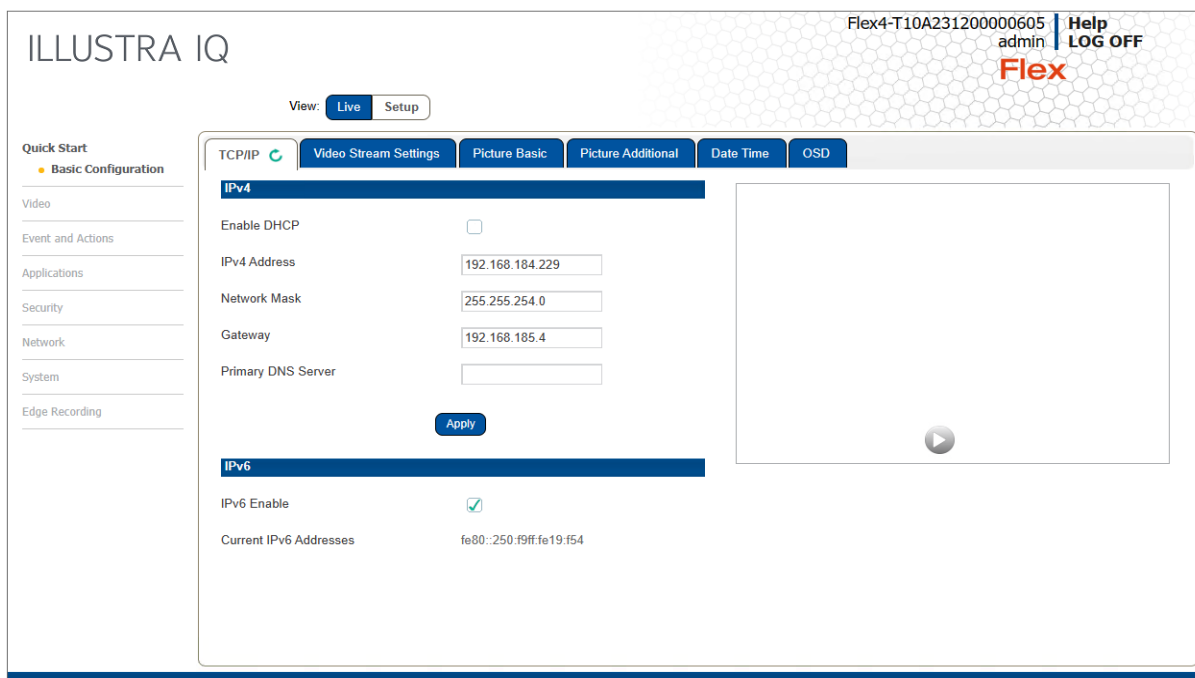 ILLUSTRA IQ
Flex4-T10A231200000605 Help
admin LOG OFF
Flex
View: Live Setup
Quick Start
Basic Configuration
Video
Event and Actions
Applications
Security
Network
System
Edge Recording
TCP/IP Video Stream Settings Picture Basic Picture Additional Date Time OSD
IPv4
Enable DHCP
IPv4 Address 192.168.184.229
Network Mask 255.255.254.0
Gateway 192.168.185.4
Primary DNS Server
Apply
IPv6
IPv6 Enable
Current IPv6 Addresses fe80::250:f9ff:fe19:f54